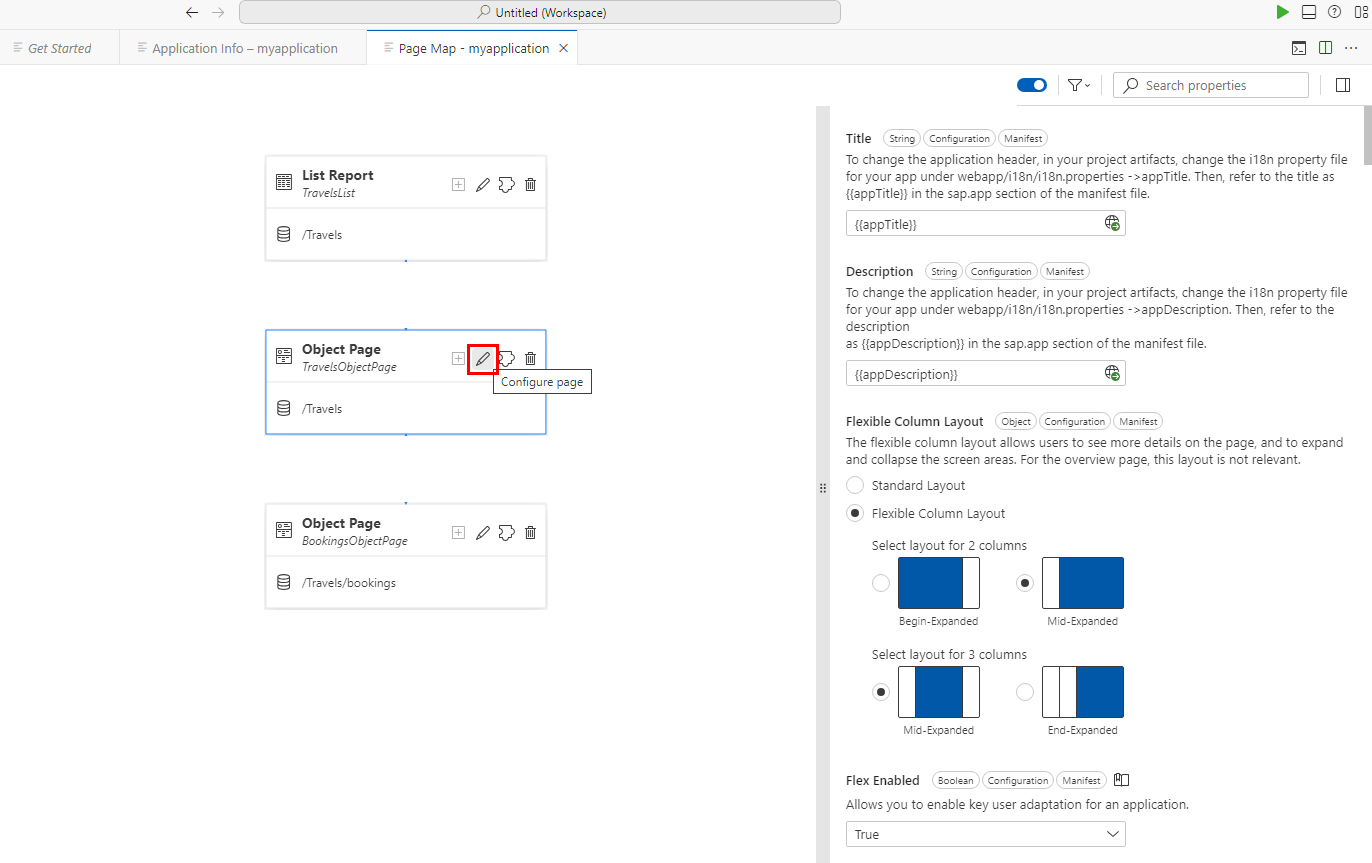 Untitled (Workspace)
Get Started
Application Info – myapplication
Page Map - myapplication
Search properties
List Report
TravelsList
/Travels
Object Page
TravelsObjectPage
Configure page
/Travels
Object Page
BookingsObjectPage
/Travels/bookings
Title String Configuration Manifest
To change the application header, in your project artifacts, change the i18n property file
for your app under webapp/i18n/i18n.properties ->appTitle. Then, refer to the title as
{{appTitle}} in the sap.app section of the manifest file.
{{appTitle}}
Description String Configuration Manifest
To change the application header, in your project artifacts, change the i18n property file
for your app under webapp/i18n/i18n.properties ->appDescription. Then, refer to the
description
as {{appDescription}} in the sap.app section of the manifest file.
{{appDescription}}
Flexible Column Layout Object Configuration Manifest
The flexible column layout allows users to see more details on the page, and to expand
and collapse the screen areas. For the overview page, this layout is not relevant.
Standard Layout
Flexible Column Layout
Select layout for 2 columns
Begin-Expanded Mid-Expanded
Select layout for 3 columns
Mid-Expanded End-Expanded
Flex Enabled Boolean Configuration Manifest
Allows you to enable key user adaptation for an application.
True